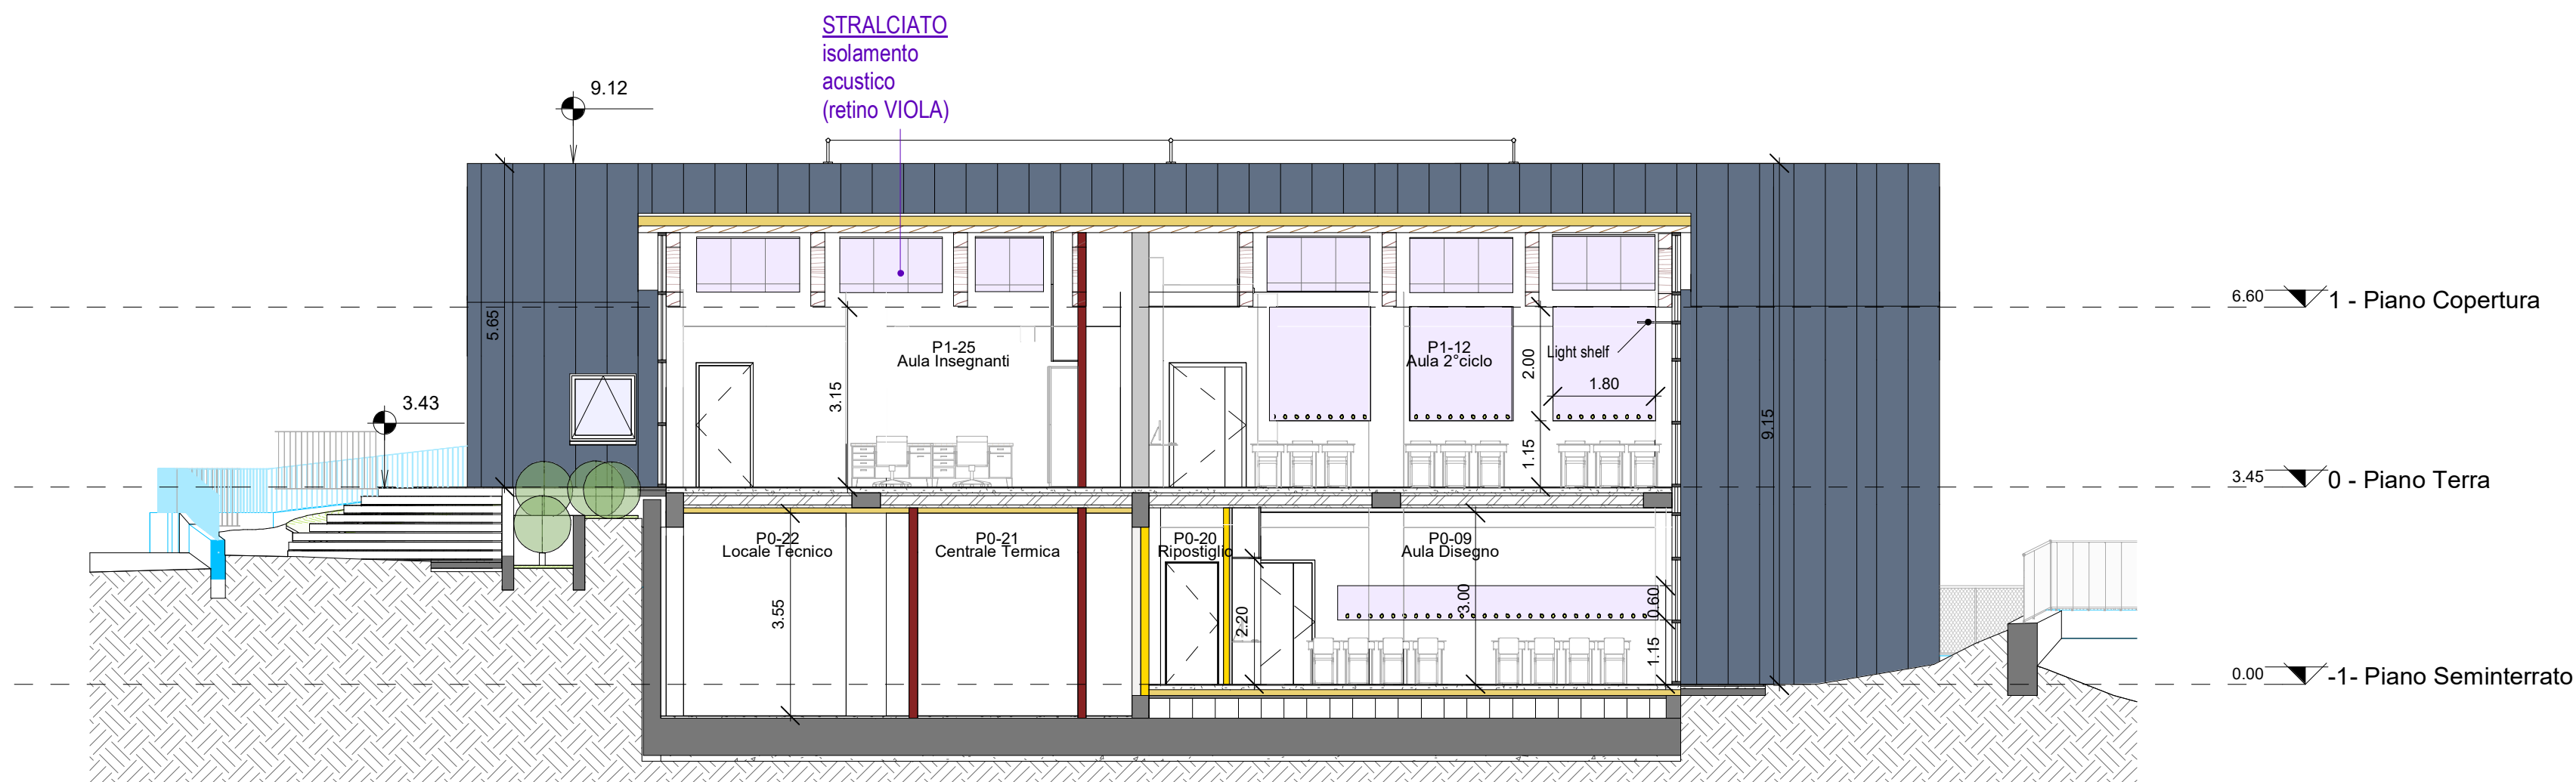 STRALCIATO
isolamento
acustico
(retino VIOLA)
9.12
6.60
1 - Piano Copertura
5.65
P1-25
Aula Insegnanti
3.15
P1-12
Aula 2°ciclo
2.00
Light shelf
1.80
3.43
9.15
1.15
3.45
0 - Piano Terra
P0-22
Locale Tecnico
P0-21
Centrale Termica
P0-20
Ripostiglio
P0-09
Aula Disegno
3.55
2.20
3.00
0.60
1.15
0.00
-1- Piano Seminterrato